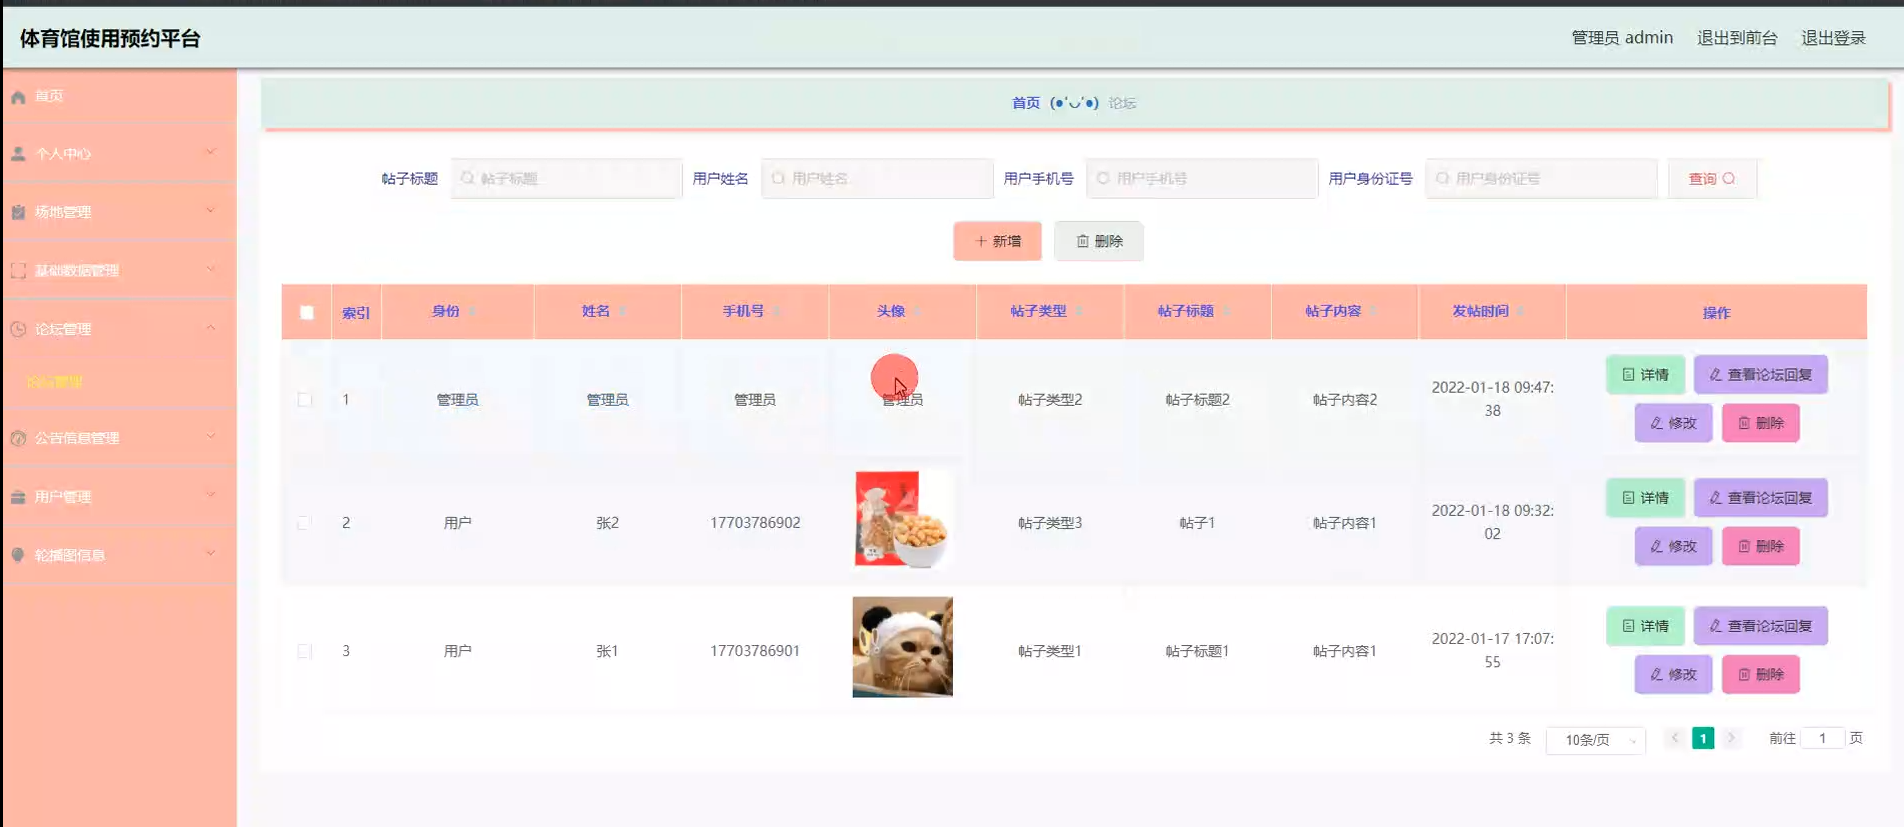 体育馆使用预约平台
管理员 admin 退出到前台 退出登录
首页
个人中心
场地管理
基础数据管理
论坛管理
论坛管理
公告信息管理
用户管理
轮播图信息
首页 (●'◡'●) 论坛
帖子标题 帖子标题 用户姓名 用户姓名 用户手机号 用户手机号 用户身份证号 用户身份证号 查询
新增 删除
索引 身份 姓名 手机号 头像 帖子类型 帖子标题 帖子内容 发帖时间 操作
1 管理员 管理员 管理员 管理员 帖子类型2 帖子标题2 帖子内容2 2022-01-18 09:47:
38
详情 查看论坛回复
修改 删除
2 用户 张2 17703786902 帖子类型3 帖子1 帖子内容1 2022-01-18 09:32:
02
详情 查看论坛回复
修改 删除
3 用户 张1 17703786901 帖子类型1 帖子标题1 帖子内容1 2022-01-17 17:07:
55
详情 查看论坛回复
修改 删除
共 3 条 10条/页 1 前往 1 页